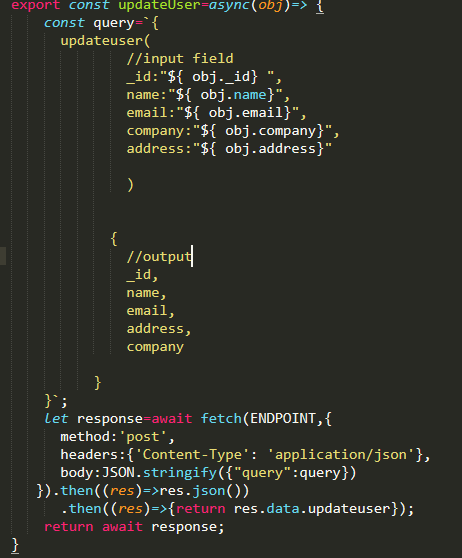 export const updateUser=async(obj)=> {
const query=`{
updateuser(
//input field
_id:"${ obj._id} ",
name:"${ obj.name}",
email:"${ obj.email}",
company:"${ obj.company}",
address:"${ obj.address}"
)
{
//output
_id,
name,
email,
address,
company
}
}`;
let response=await fetch(ENDPOINT,{
method:'post',
headers:{'Content-Type': 'application/json'},
body:JSON.stringify({"query":query})
}).then((res)=>res.json())
.then((res)=>{return res.data.updateuser});
return await response;
}